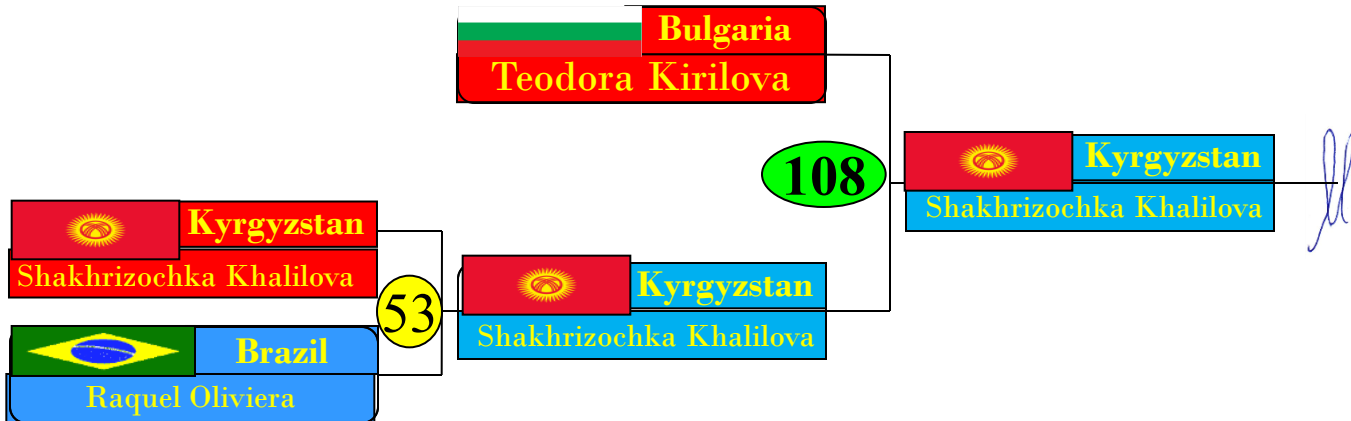 Bulgaria
Teodora Kirilova
108
Kyrgyzstan
Shakhrizochka Khalilova
Kyrgyzstan
Shakhrizochka Khalilova
53
Kyrgyzstan
Shakhrizochka Khalilova
Brazil
Raquel Oliviera